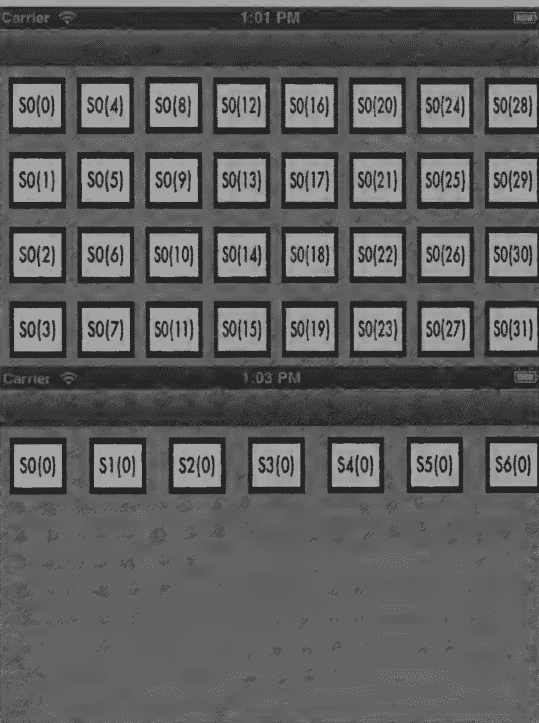 Carrier 1:01 PM
S0(0) S0(4) S0(8) S0(12) S0(16) S0(20) S0(24) S0(28)
S0(1) S0(5) S0(9) S0(13) S0(17) S0(21) S0(25) S0(29)
S0(2) S0(6) S0(10) S0(14) S0(18) S0(22) S0(26) S0(30)
S0(3) S0(7) S0(11) S0(15) S0(19) S0(23) S0(27) S0(31)
Carrier 1:03 PM
S0(0) S1(0) S2(0) S3(0) S4(0) S5(0) S6(0)